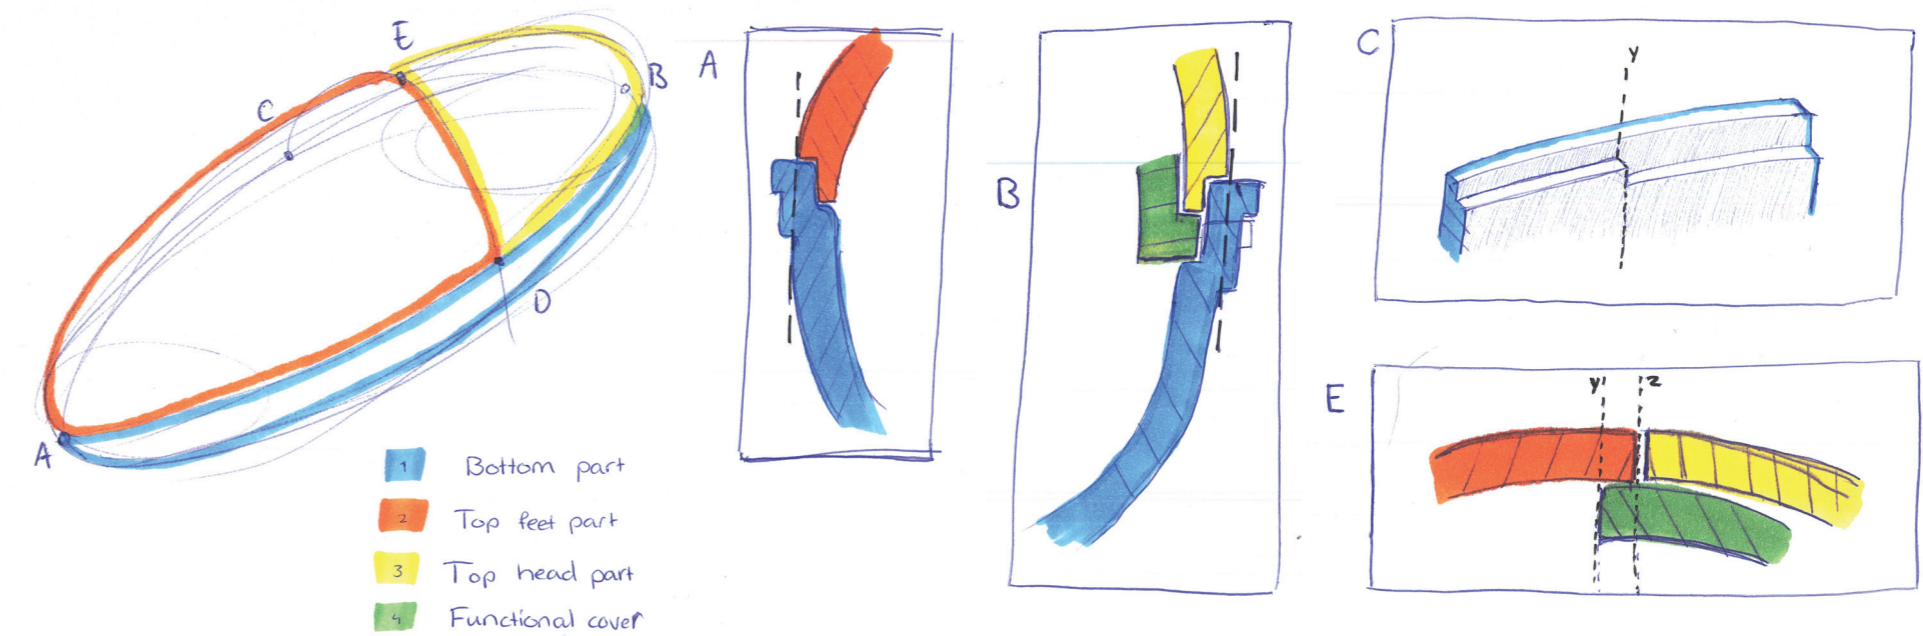 E
B
C
D
A
1 Bottom part
2 Top feet part
3 Top head part
4 Functional cover
A
B
C
y
E
y
z